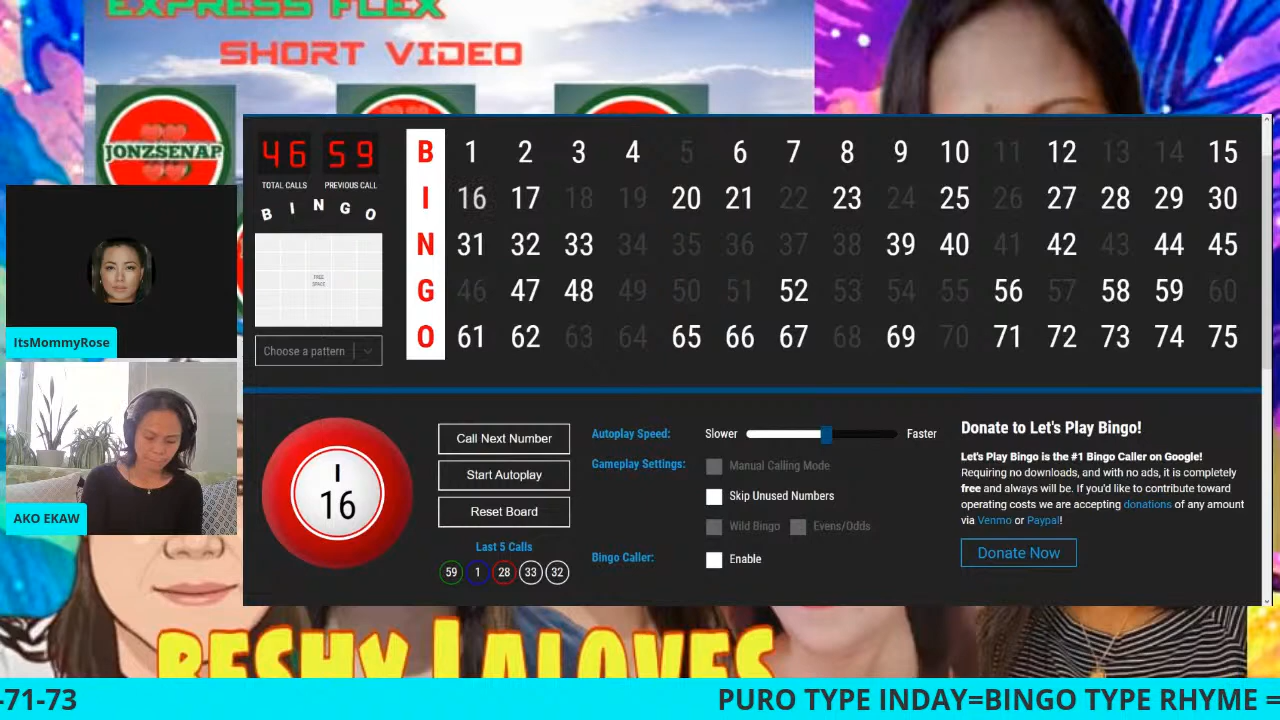 EXPRESS FLEX
SHORT VIDEO
JONZSENAP
46 59
TOTAL CALLS PREVIOUS CALL
B I N G O
FREE
SPACE
Choose a pattern
B 1 2 3 4 5 6 7 8 9 10 11 12 13 14 15
I 16 17 18 19 20 21 22 23 24 25 26 27 28 29 30
N 31 32 33 34 35 36 37 38 39 40 41 42 43 44 45
G 46 47 48 49 50 51 52 53 54 55 56 57 58 59 60
O 61 62 63 64 65 66 67 68 69 70 71 72 73 74 75
I
16
Call Next Number
Start Autoplay
Reset Board
Last 5 Calls
59 1 28 33 32
Autoplay Speed: Slower Faster
Gameplay Settings: Manual Calling Mode
Skip Unused Numbers
Wild Bingo Evens/Odds
Bingo Caller: Enable
Donate to Let's Play Bingo!
Let's Play Bingo is the #1 Bingo Caller on Google!
Requiring no downloads, and with no ads, it is completely
free and always will be. If you'd like to contribute toward
operating costs we are accepting donations of any amount
via Venmo or Paypal!
Donate Now
ItsMommyRose
AKO EKAW
BESHY LALOVES
-71-73 PURO TYPE INDAY=BINGO TYPE RHYME =